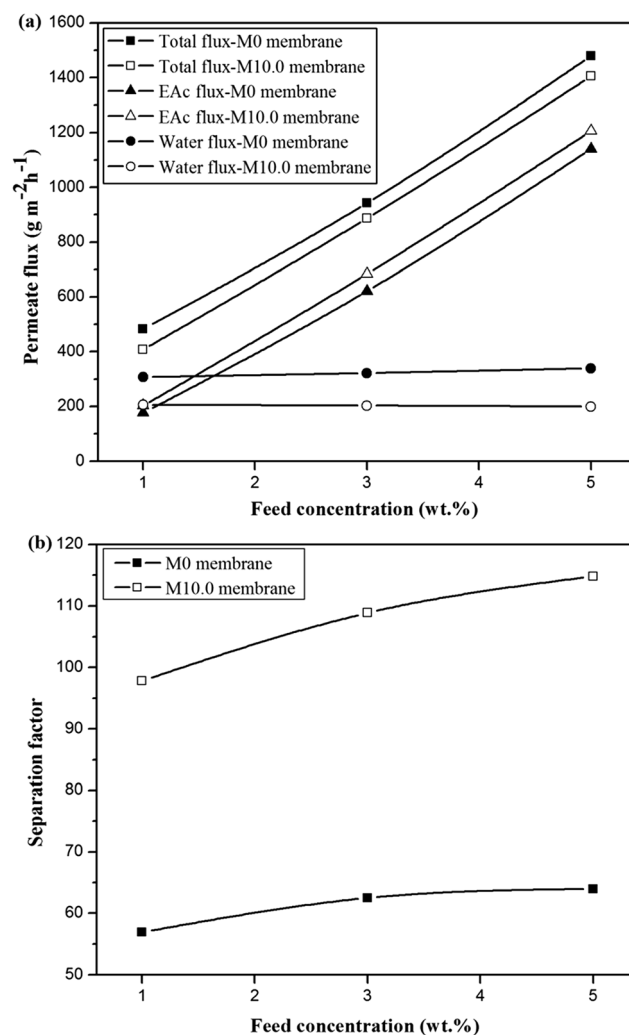 (a)
1600
1400
1200
1000
800
600
400
200
0
Permeate flux (g m⁻²h⁻¹)
Total flux-M0 membrane
Total flux-M10.0 membrane
EAc flux-M0 membrane
EAc flux-M10.0 membrane
Water flux-M0 membrane
Water flux-M10.0 membrane
1 2 3 4 5
Feed concentration (wt.%)
(b)
120
110
100
90
80
70
60
50
Separation factor
M0 membrane
M10.0 membrane
1 2 3 4 5
Feed concentration (wt.%)